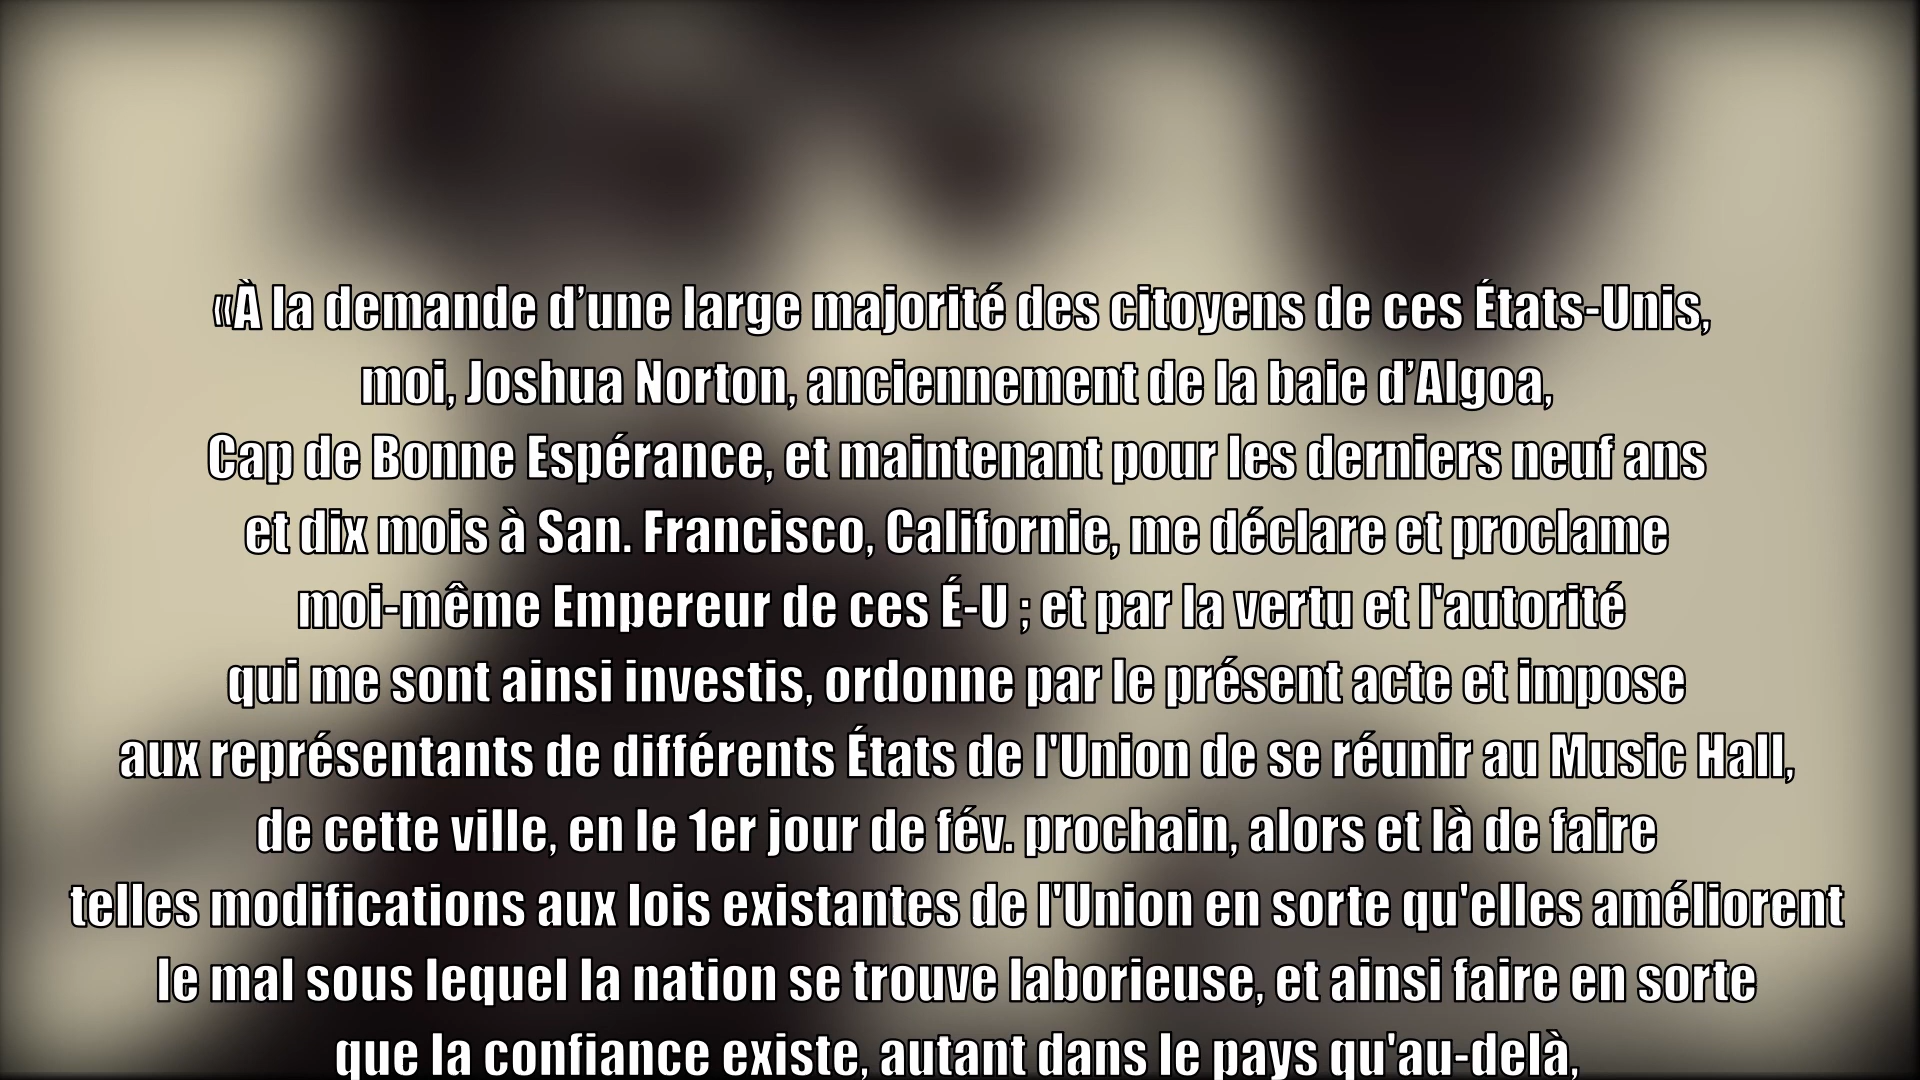 «À la demande d’une large majorité des citoyens de ces États-Unis,
moi, Joshua Norton, anciennement de la baie d’Algoa,
Cap de Bonne Espérance, et maintenant pour les derniers neuf ans
et dix mois à San. Francisco, Californie, me déclare et proclame
moi-même Empereur de ces É-U ; et par la vertu et l'autorité
qui me sont ainsi investis, ordonne par le présent acte et impose
aux représentants de différents États de l'Union de se réunir au Music Hall,
de cette ville, en le 1er jour de fév. prochain, alors et là de faire
telles modifications aux lois existantes de l'Union en sorte qu'elles améliorent
le mal sous lequel la nation se trouve laborieuse, et ainsi faire en sorte
que la confiance existe, autant dans le pays qu'au-delà,